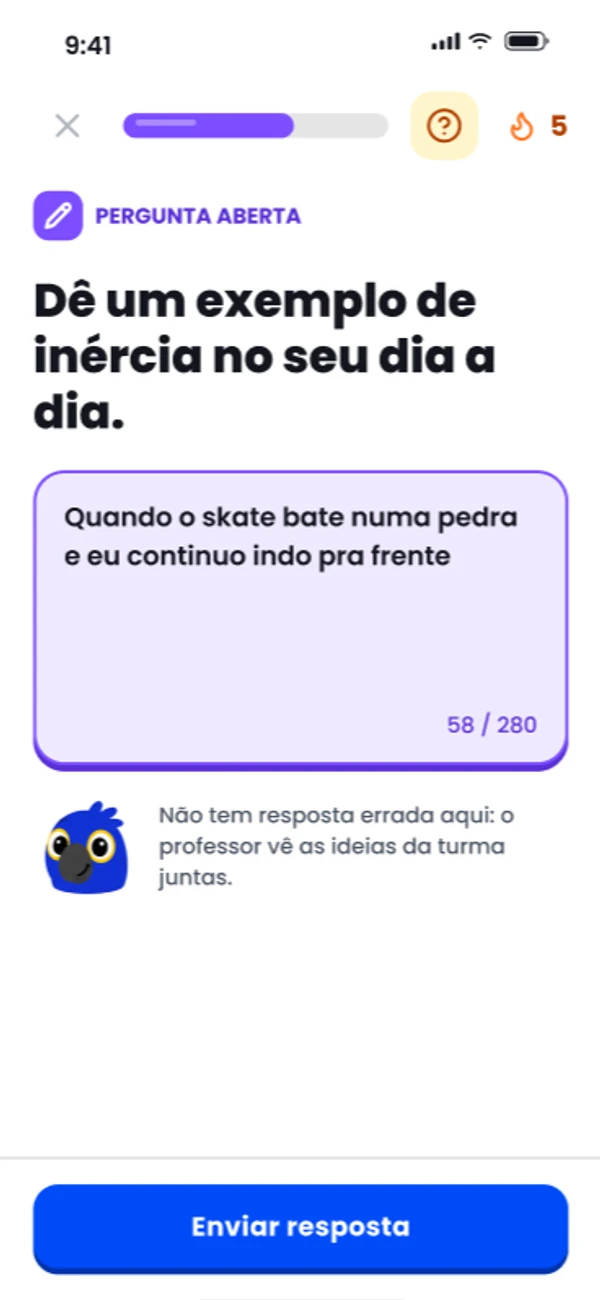 9:41
5
PERGUNTA ABERTA
Dê um exemplo de
inércia no seu dia a
dia.
Quando o skate bate numa pedra
e eu continuo indo pra frente
58 / 280
Não tem resposta errada aqui: o
professor vê as ideias da turma
juntas.
Enviar resposta